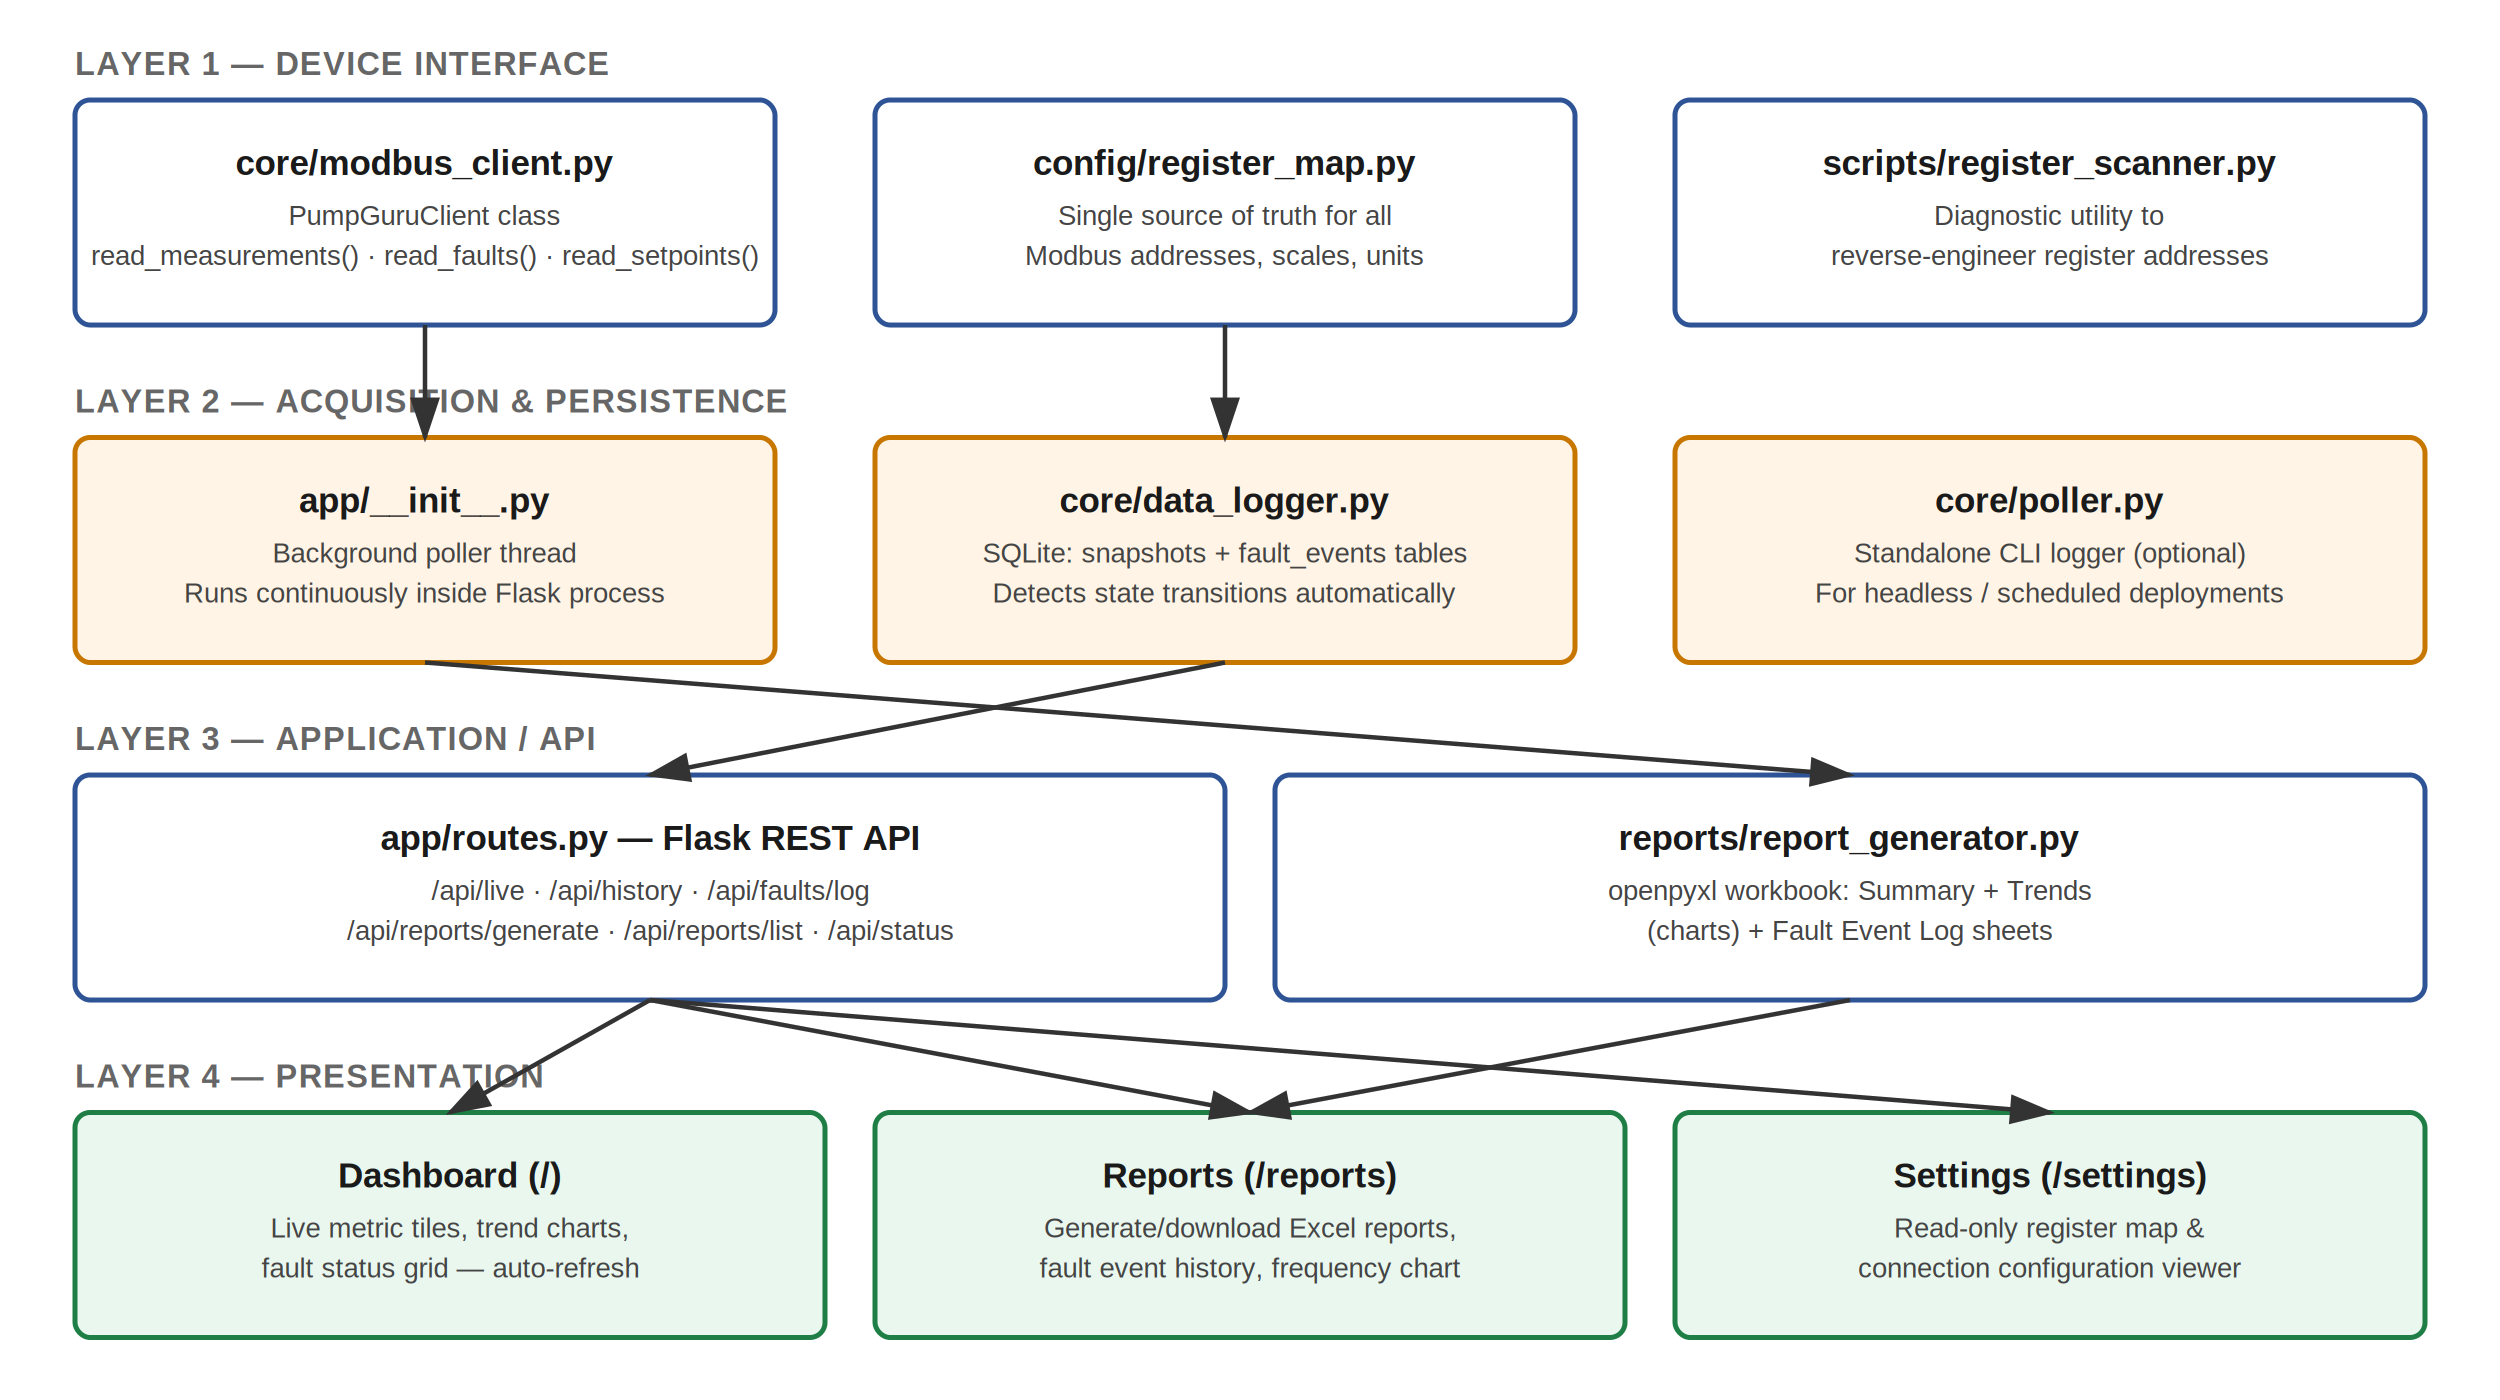 LAYER 1 — DEVICE INTERFACE
core/modbus_client.py
PumpGuruClient class
read_measurements() · read_faults() · read_setpoints()
config/register_map.py
Single source of truth for all
Modbus addresses, scales, units
scripts/register_scanner.py
Diagnostic utility to
reverse-engineer register addresses
LAYER 2 — ACQUISITION & PERSISTENCE
app/__init__.py
Background poller thread
Runs continuously inside Flask process
core/data_logger.py
SQLite: snapshots + fault_events tables
Detects state transitions automatically
core/poller.py
Standalone CLI logger (optional)
For headless / scheduled deployments
LAYER 3 — APPLICATION / API
app/routes.py — Flask REST API
/api/live · /api/history · /api/faults/log
/api/reports/generate · /api/reports/list · /api/status
reports/report_generator.py
openpyxl workbook: Summary + Trends
(charts) + Fault Event Log sheets
LAYER 4 — PRESENTATION
Dashboard (/)
Live metric tiles, trend charts,
fault status grid — auto-refresh
Reports (/reports)
Generate/download Excel reports,
fault event history, frequency chart
Settings (/settings)
Read-only register map &
connection configuration viewer